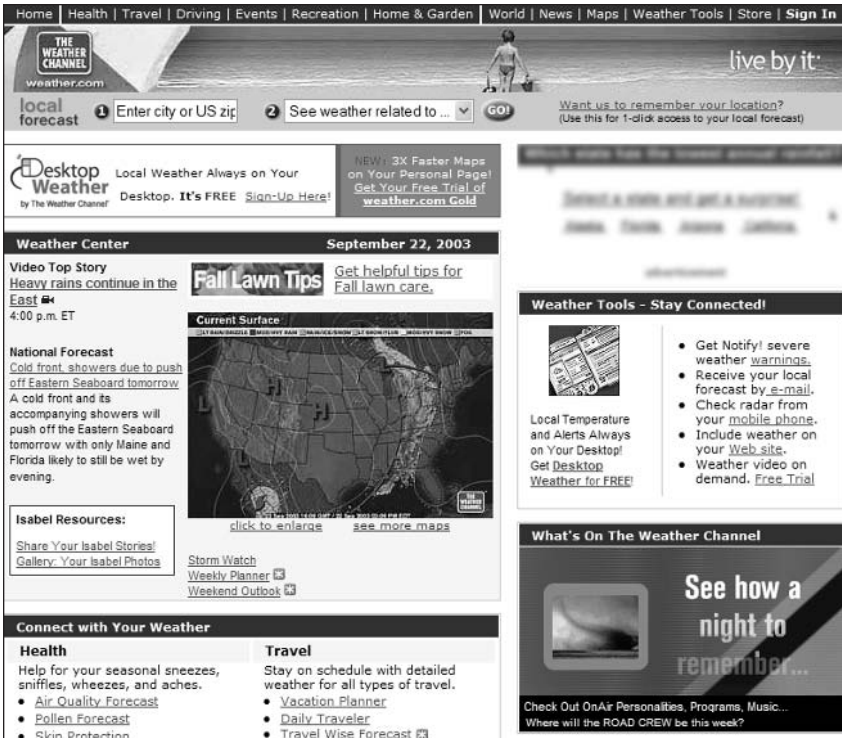 Home | Health | Travel | Driving | Events | Recreation | Home & Garden | World | News | Maps | Weather Tools | Store | Sign In
THE
WEATHER
CHANNEL
weather.com
live by it
local
forecast
1 Enter city or US zip
2 See weather related to ...
GO!
Want us to remember your location?
(Use this for 1-click access to your local forecast)
Desktop
Weather
by The Weather Channel
Local Weather Always on Your
Desktop. It's FREE Sign-Up Here!
NEW: 3X Faster Maps
on Your Personal Page!
Get Your Free Trial of
weather.com Gold
Weather Center September 22, 2003
Video Top Story
Heavy rains continue in the
East
4:00 p.m. ET
National Forecast
Cold front, showers due to push
off Eastern Seaboard tomorrow
A cold front and its
accompanying showers will
push off the Eastern Seaboard
tomorrow with only Maine and
Florida likely to still be wet by
evening.
Isabel Resources:
Share Your Isabel Stories!
Gallery: Your Isabel Photos
Fall Lawn Tips
Get helpful tips for
Fall lawn care.
Current Surface
L
H
H
L
L
THE
WEATHER
CHANNEL
click to enlarge see more maps
Storm Watch
Weekly Planner
Weekend Outlook
Weather Tools - Stay Connected!
Local Temperature
and Alerts Always
on Your Desktop!
Get Desktop
Weather for FREE!
• Get Notify! severe
weather warnings.
• Receive your local
forecast by e-mail.
• Check radar from
your mobile phone.
• Include weather on
your Web site.
• Weather video on
demand. Free Trial
What's On The Weather Channel
See how a
night to
remember...
Check Out OnAir Personalities, Programs, Music...
Where will the ROAD CREW be this week?
Connect with Your Weather
Health
Help for your seasonal sneezes,
sniffles, wheezes, and aches.
• Air Quality Forecast
• Pollen Forecast
• Skin Protection
Travel
Stay on schedule with detailed
weather for all types of travel.
• Vacation Planner
• Daily Traveler
• Travel Wise Forecast